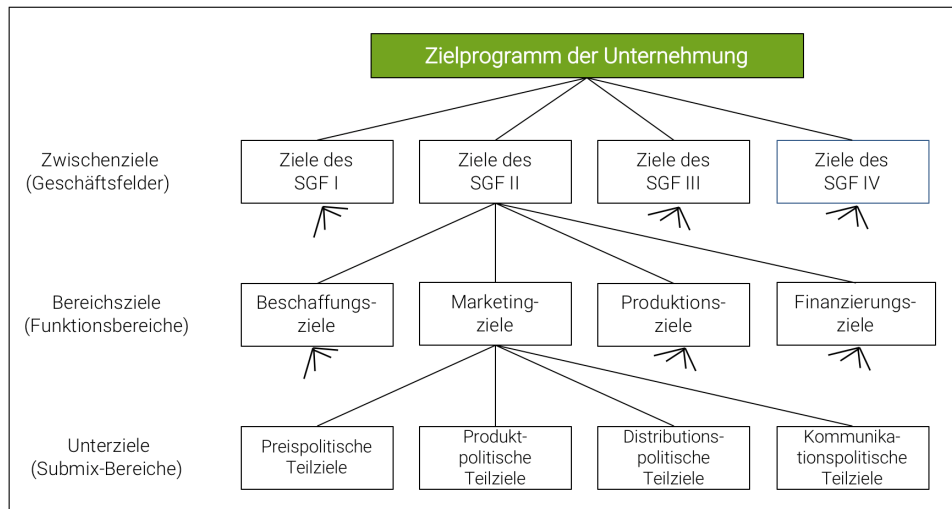 Zielprogramm der Unternehmung
Zwischenziele
(Geschäftsfelder)
Ziele des
SGF I
Ziele des
SGF II
Ziele des
SGF III
Ziele des
SGF IV
Bereichsziele
(Funktionsbereiche)
Beschaffungs-
ziele
Marketing-
ziele
Produktions-
ziele
Finanzierungs-
ziele
Unterziele
(Submix-Bereiche)
Preispolitische
Teilziele
Produkt-
politische
Teilziele
Distributions-
politische
Teilziele
Kommunika-
tionspolitische
Teilziele